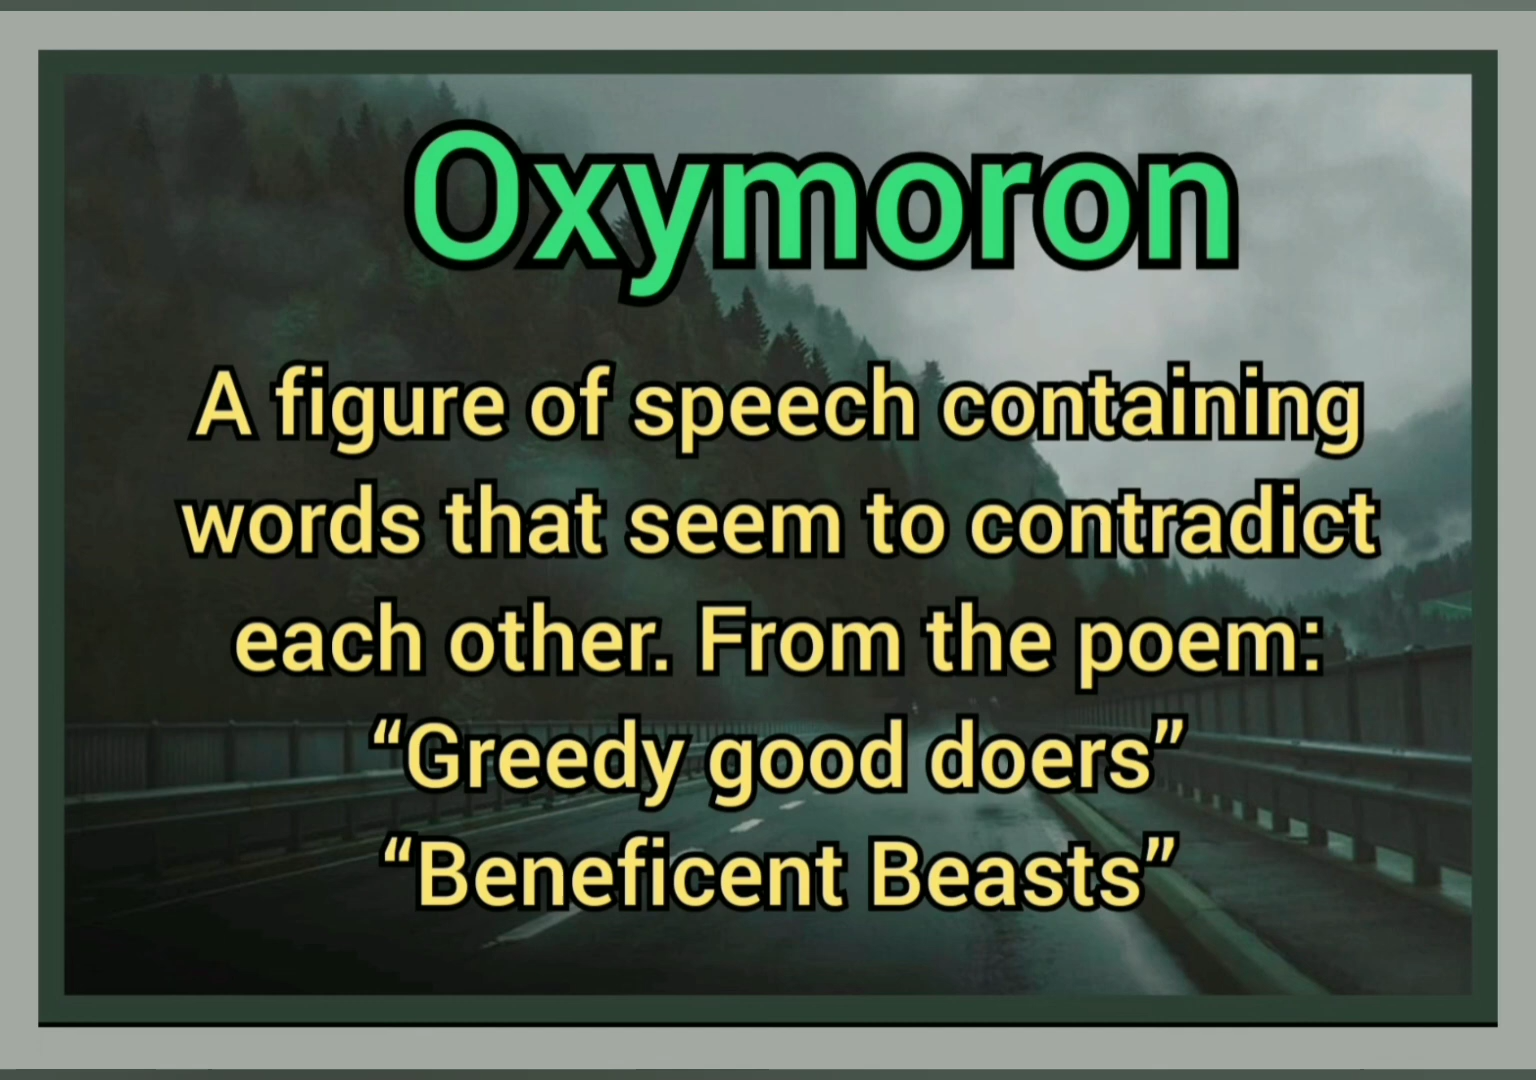 Oxymoron
A figure of speech containing
words that seem to contradict
each other. From the poem:
“Greedy good doers”
“Beneficent Beasts”